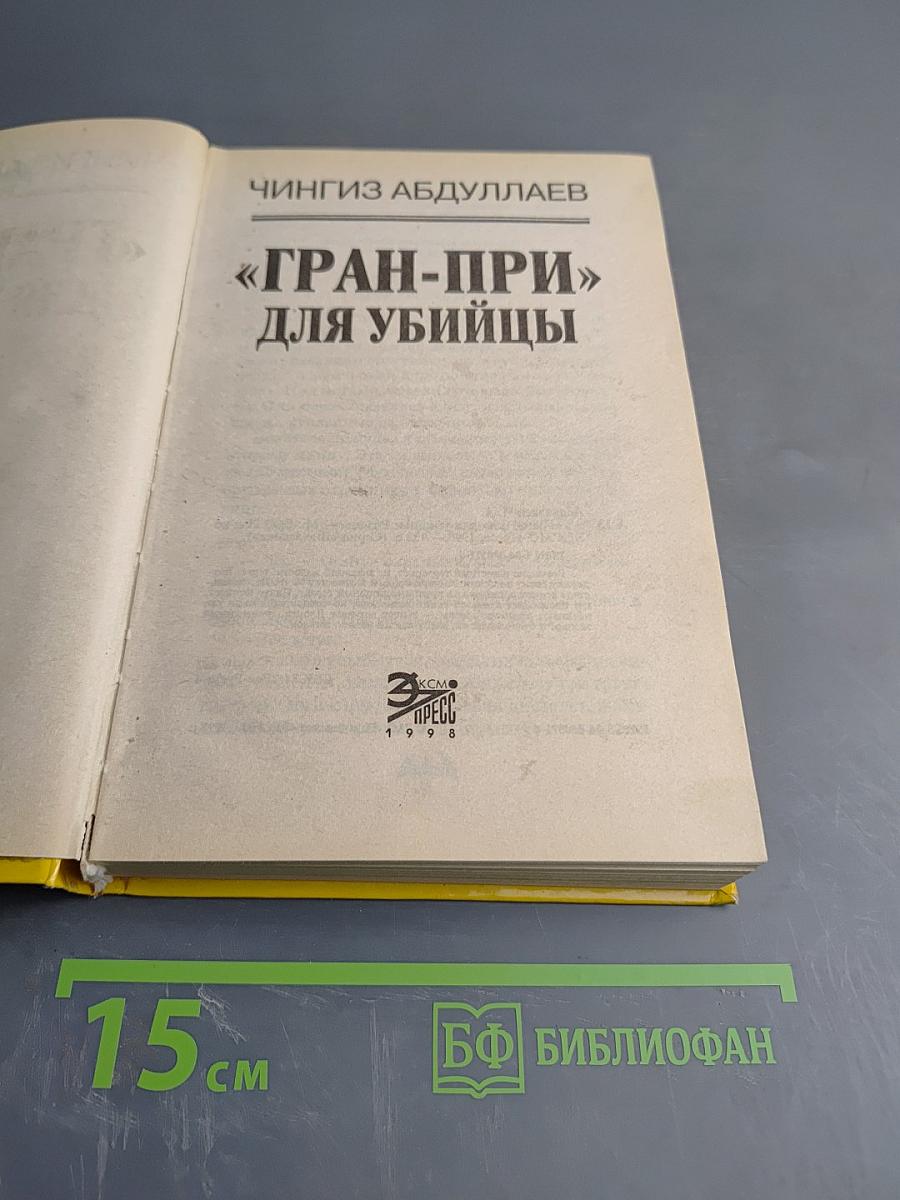 ЧИНГИЗ АБДУЛЛАЕВ
«ГРАН-ПРИ»
ДЛЯ УБИЙЦЫ
ЭКСМО
ПРЕСС
1998
15 см
БФ БИБЛИОФАН